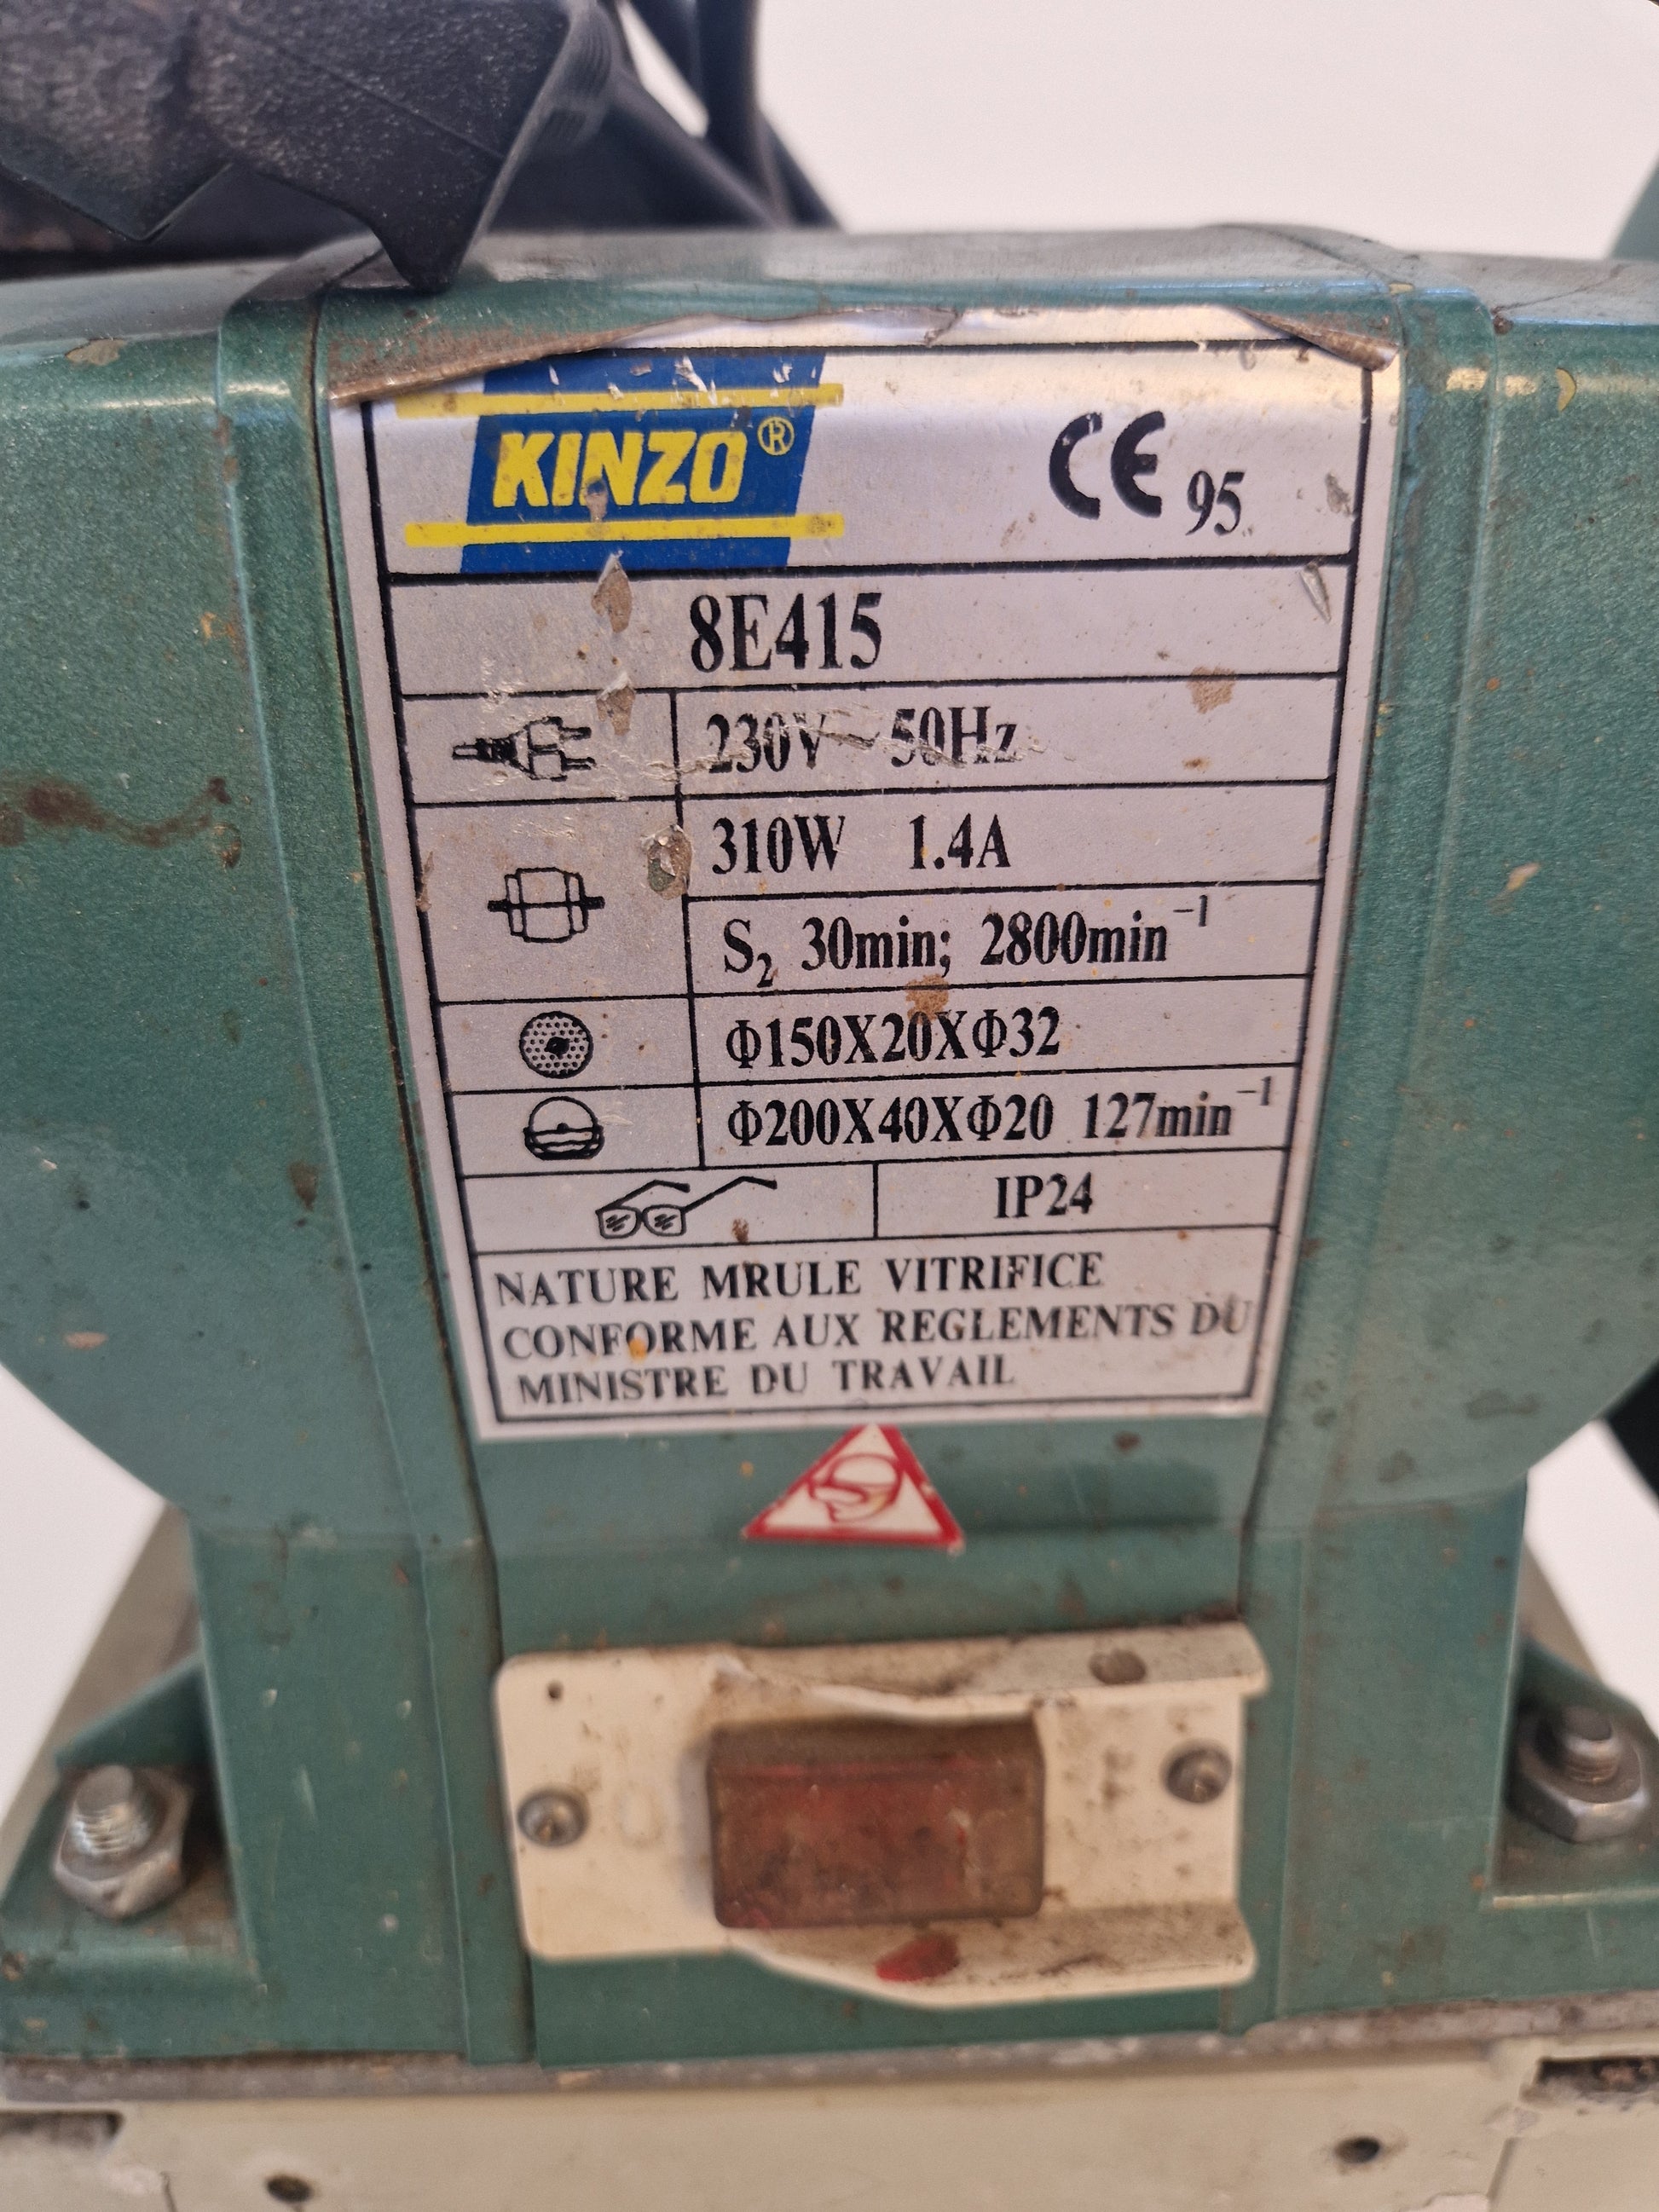 KINZO®
CE 95
8E415
230V ~ 50Hz
310W 1.4A
S₂ 30min; 2800min⁻¹
Φ150X20XΦ32
Φ200X40XΦ20 127min⁻¹
IP24
NATURE MRULE VITRIFICE
CONFORME AUX REGLEMENTS DU
MINISTRE DU TRAVAIL